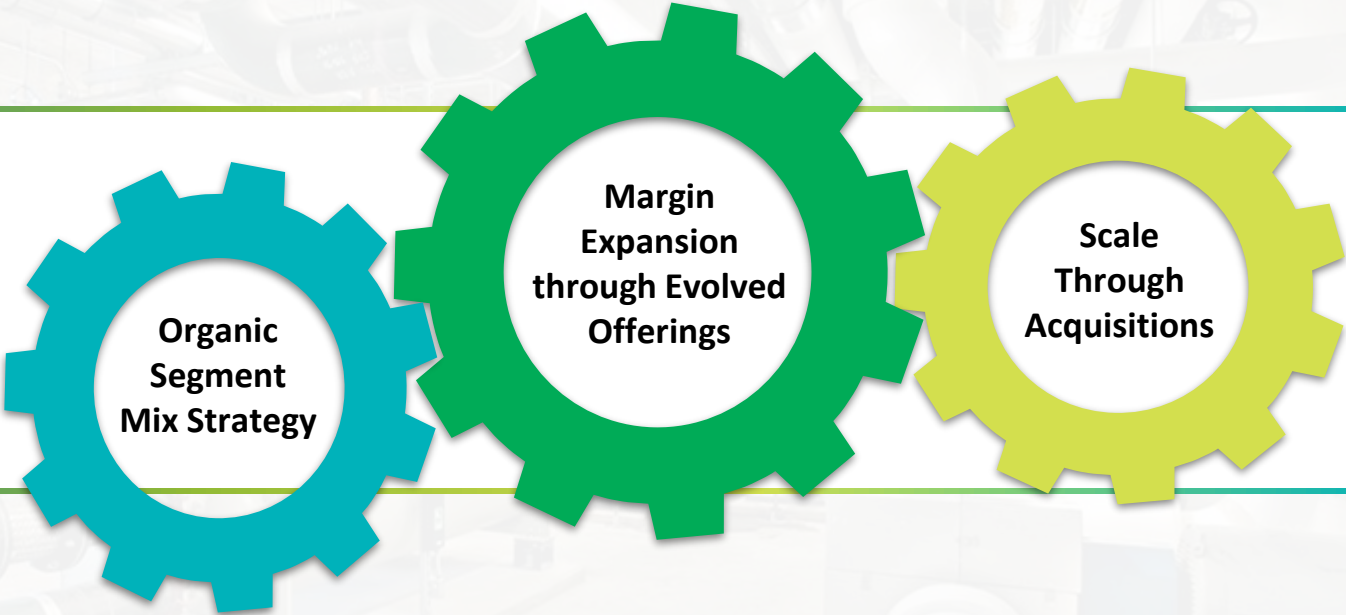 Organic
Segment
Mix Strategy
Margin
Expansion
through Evolved
Offerings
Scale
Through
Acquisitions